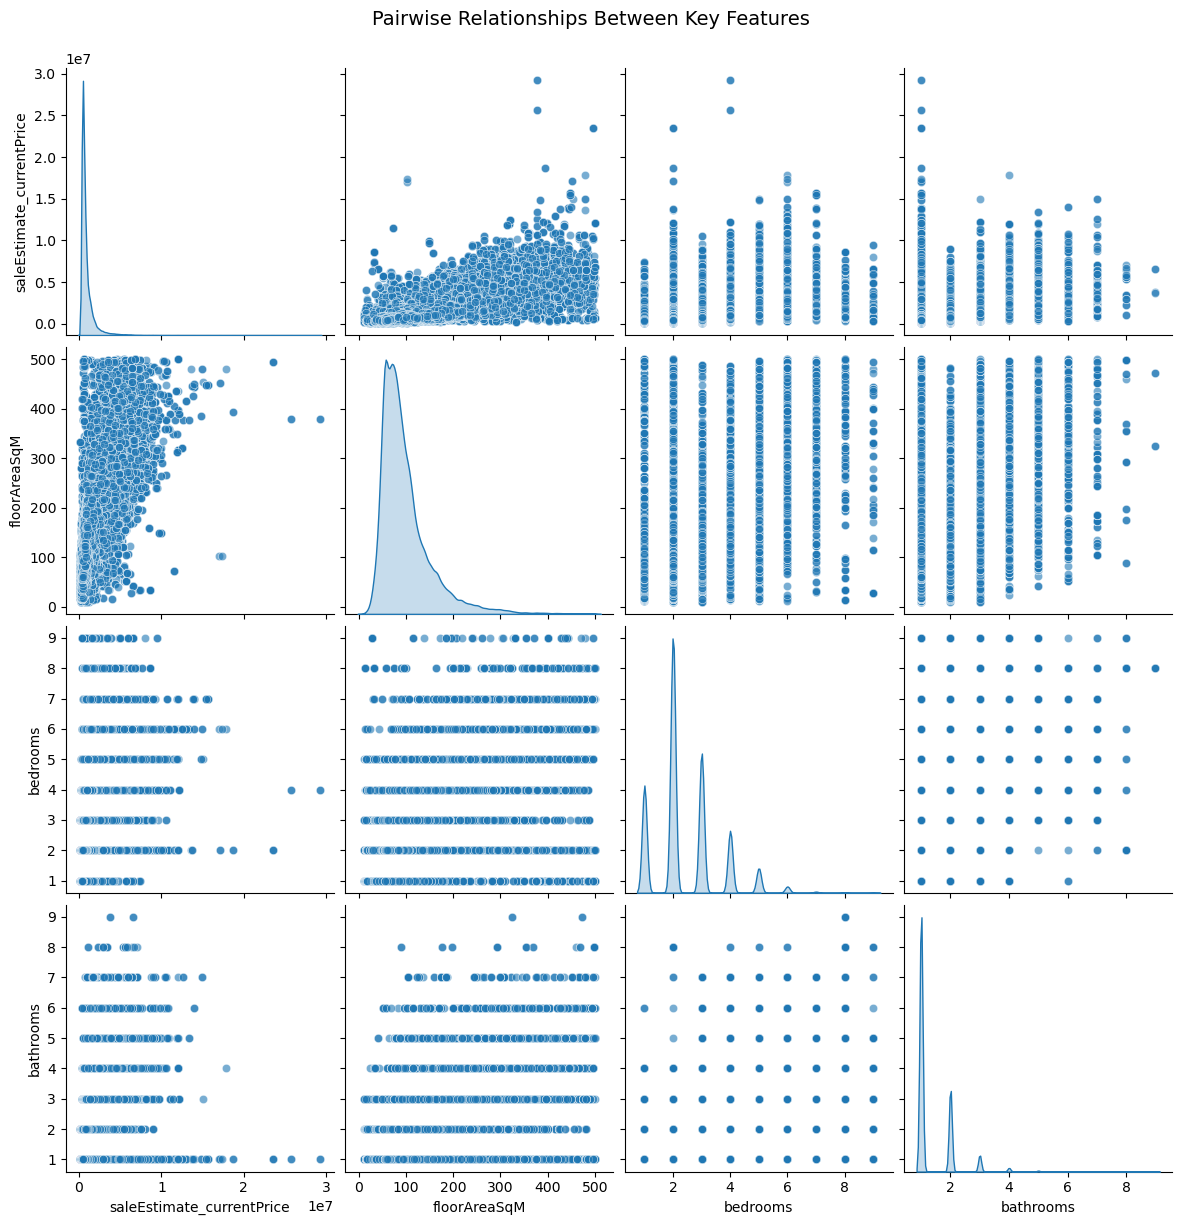 Pairwise Relationships Between Key Features
1e7
3.0
2.5
2.0
1.5
1.0
0.5
0.0
saleEstimate_currentPrice
500
400
300
200
100
0
floorAreaSqM
9
8
7
6
5
4
3
2
1
bedrooms
9
8
7
6
5
4
3
2
1
bathrooms
0 1 2 3
1e7
saleEstimate_currentPrice
0 100 200 300 400 500
floorAreaSqM
2 4 6 8
bedrooms
2 4 6 8
bathrooms